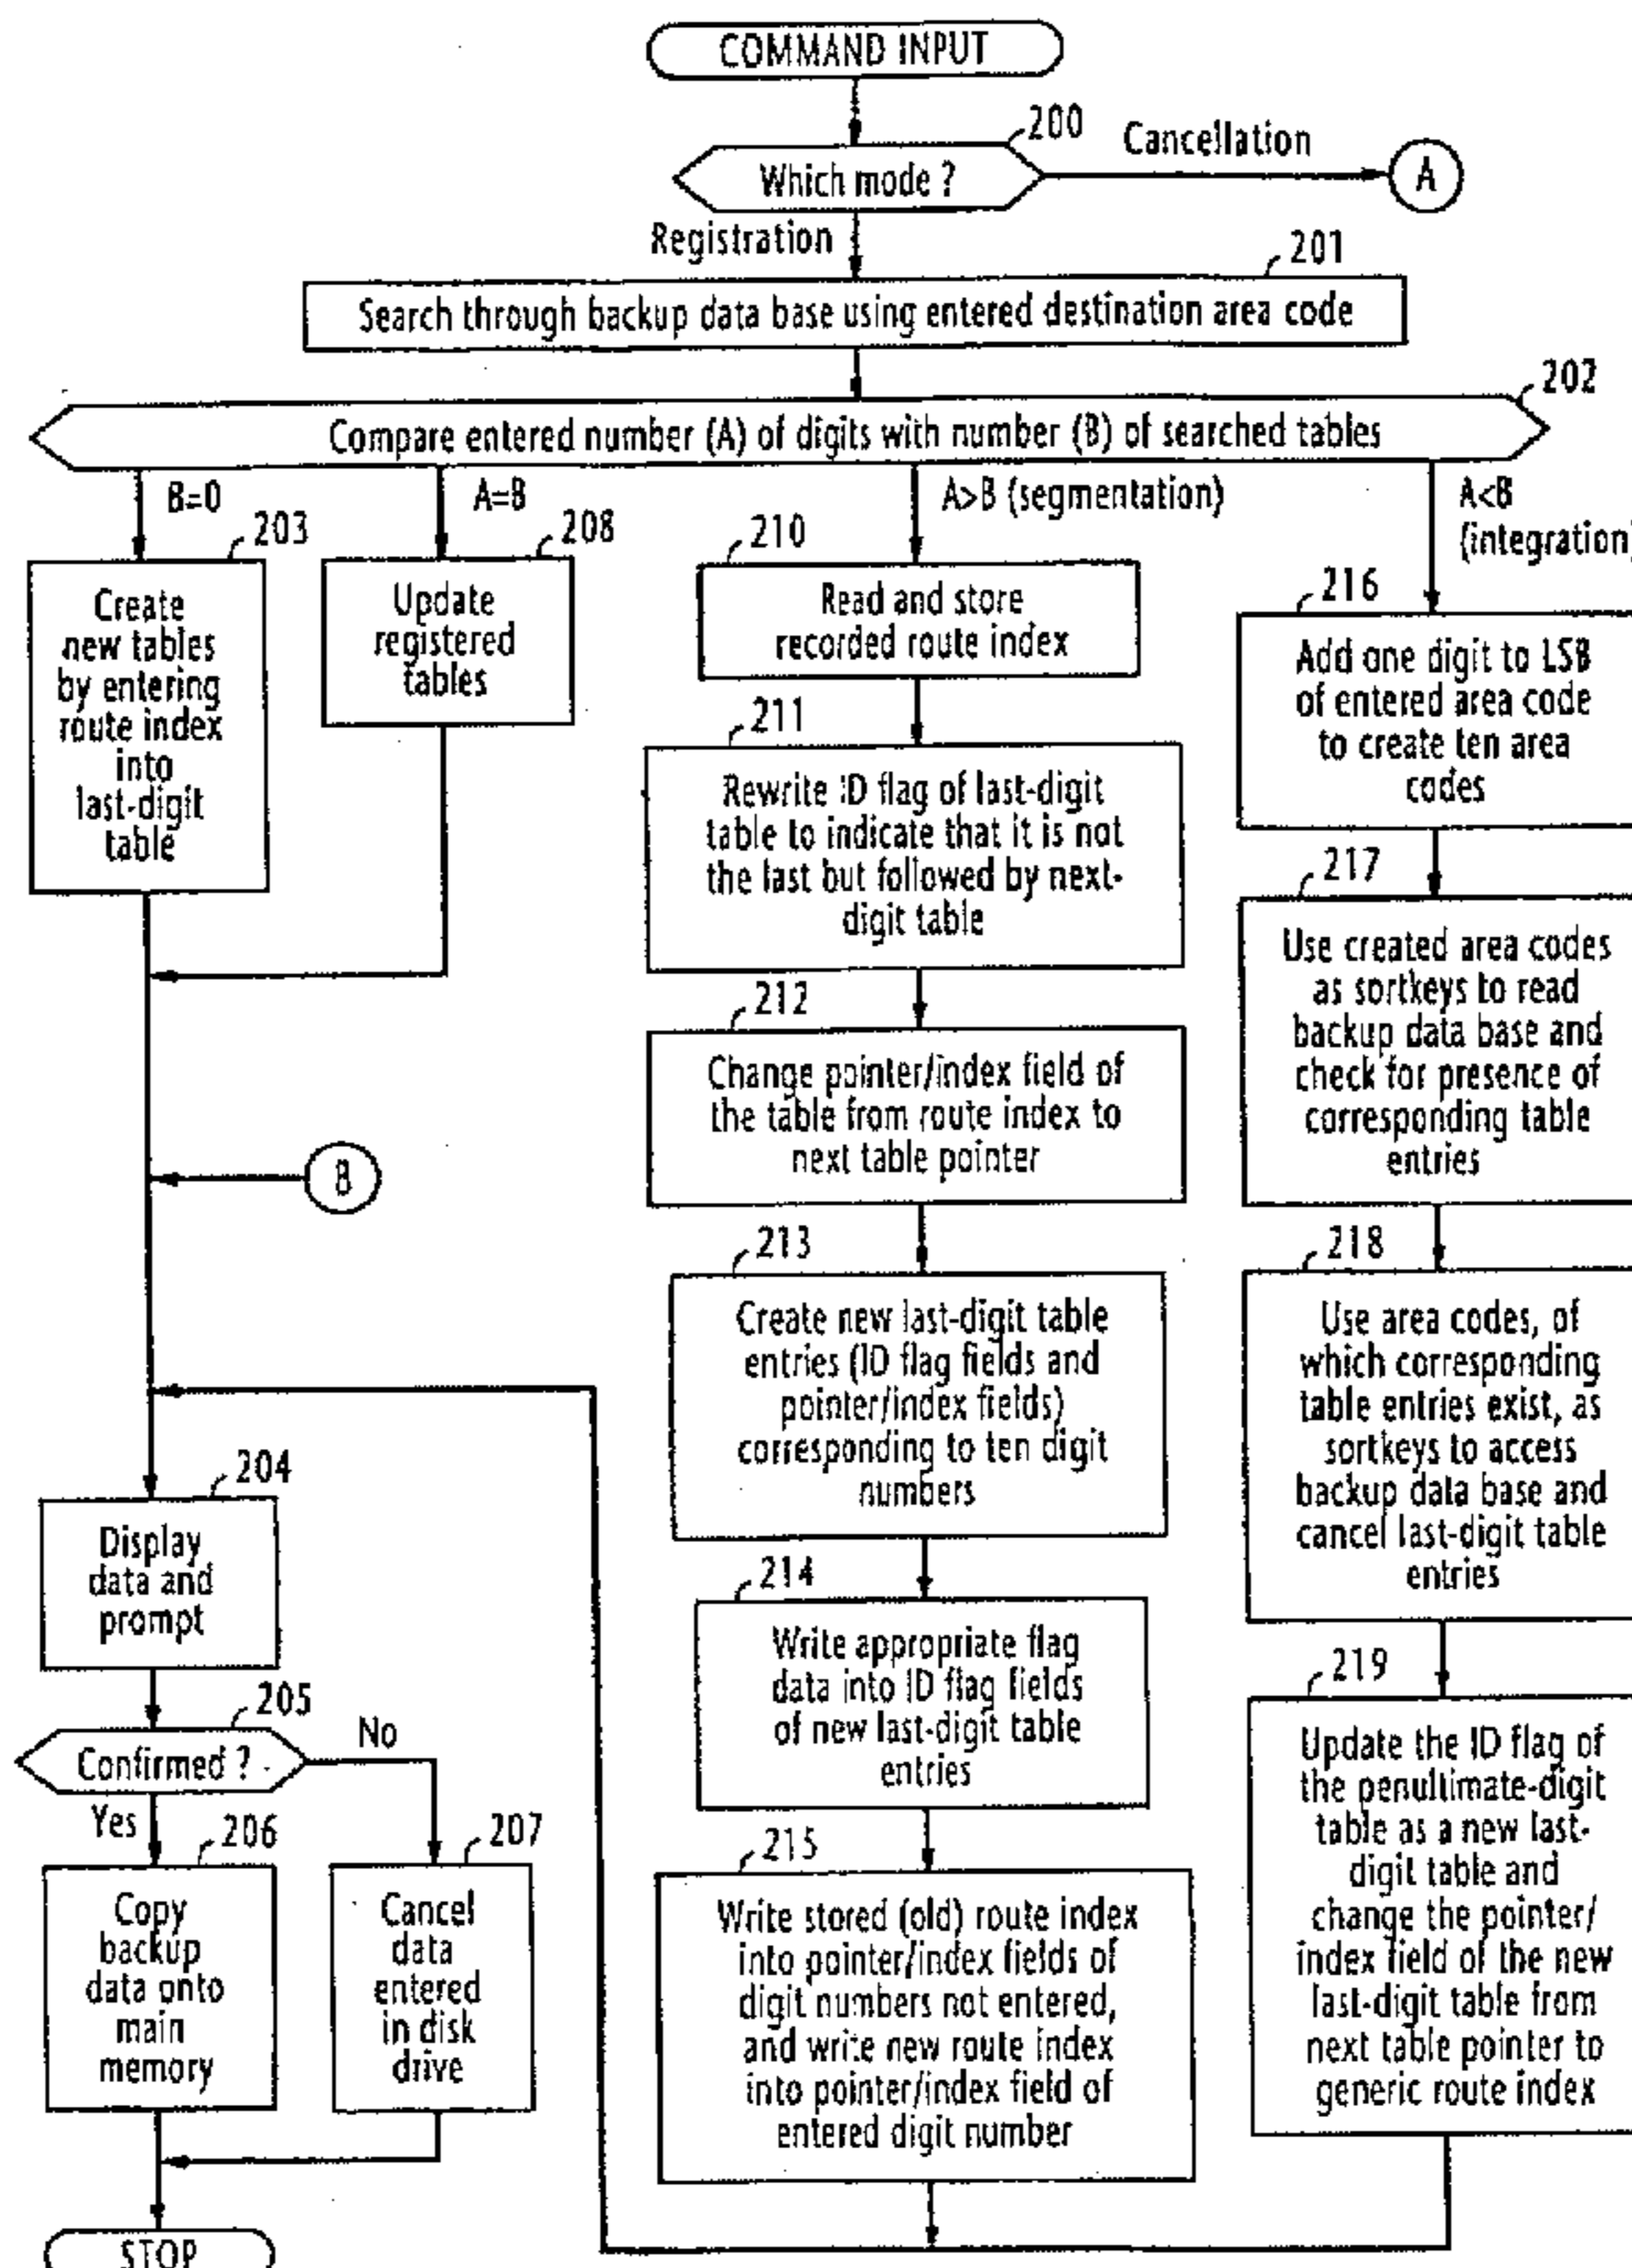 COMMAND INPUT
200
Which mode ?
Cancellation
A
Registration
201
Search through backup data base using entered destination area code
202
Compare entered number (A) of digits with number (B) of searched tables
B=0
A=B
A>B (segmentation)
A<B
(integration)
203
Create
new tables
by entering
route index
into
last-digit
table
208
Update
registered
tables
B
204
Display
data and
prompt
205
Confirmed ?
No
Yes
206
Copy
backup
data onto
main
memory
207
Cancel
data
entered
in disk
drive
STOP
210
Read and store
recorded route index
211
Rewrite ID flag of last-digit
table to indicate that it is not
the last but followed by next-
digit table
212
Change pointer/index field of
the table from route index to
next table pointer
213
Create new last-digit table
entries (ID flag fields and
pointer/index fields)
corresponding to ten digit
numbers
214
Write appropriate flag
data into ID flag fields
of new last-digit table
entries
215
Write stored (old) route index
into pointer/index fields of
digit numbers not entered,
and write new route index
into pointer/index field of
entered digit number
216
Add one digit to LSB
of entered area code
to create ten area
codes
217
Use created area codes
as sortkeys to read
backup data base and
check for presence of
corresponding table
entries
218
Use area codes, of
which corresponding
table entries exist, as
sortkeys to access
backup data base and
cancel last-digit table
entries
219
Update the ID flag of
the penultimate-digit
table as a new last-
digit table and
change the pointer/
index field of the new
last-digit table from
next table pointer to
generic route index